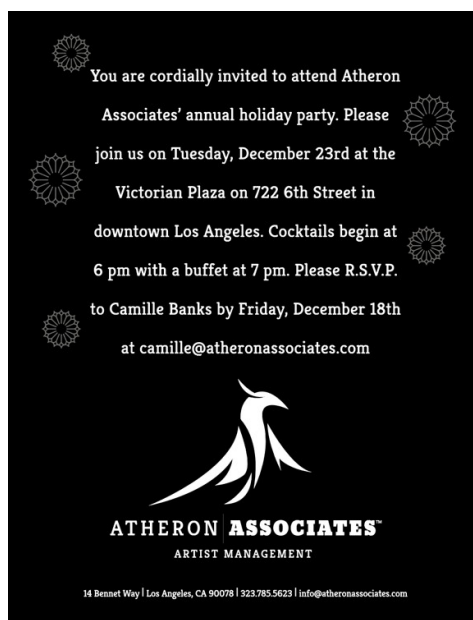 You are cordially invited to attend Atheron
Associates’ annual holiday party. Please
join us on Tuesday, December 23rd at the
Victorian Plaza on 722 6th Street in
downtown Los Angeles. Cocktails begin at
6 pm with a buffet at 7 pm. Please R.S.V.P.
to Camille Banks by Friday, December 18th
at camille@atheronassociates.com
ATHERON | ASSOCIATES™
ARTIST MANAGEMENT
14 Bennet Way | Los Angeles, CA 90078 | 323.785.5623 | info@atheronassociates.com